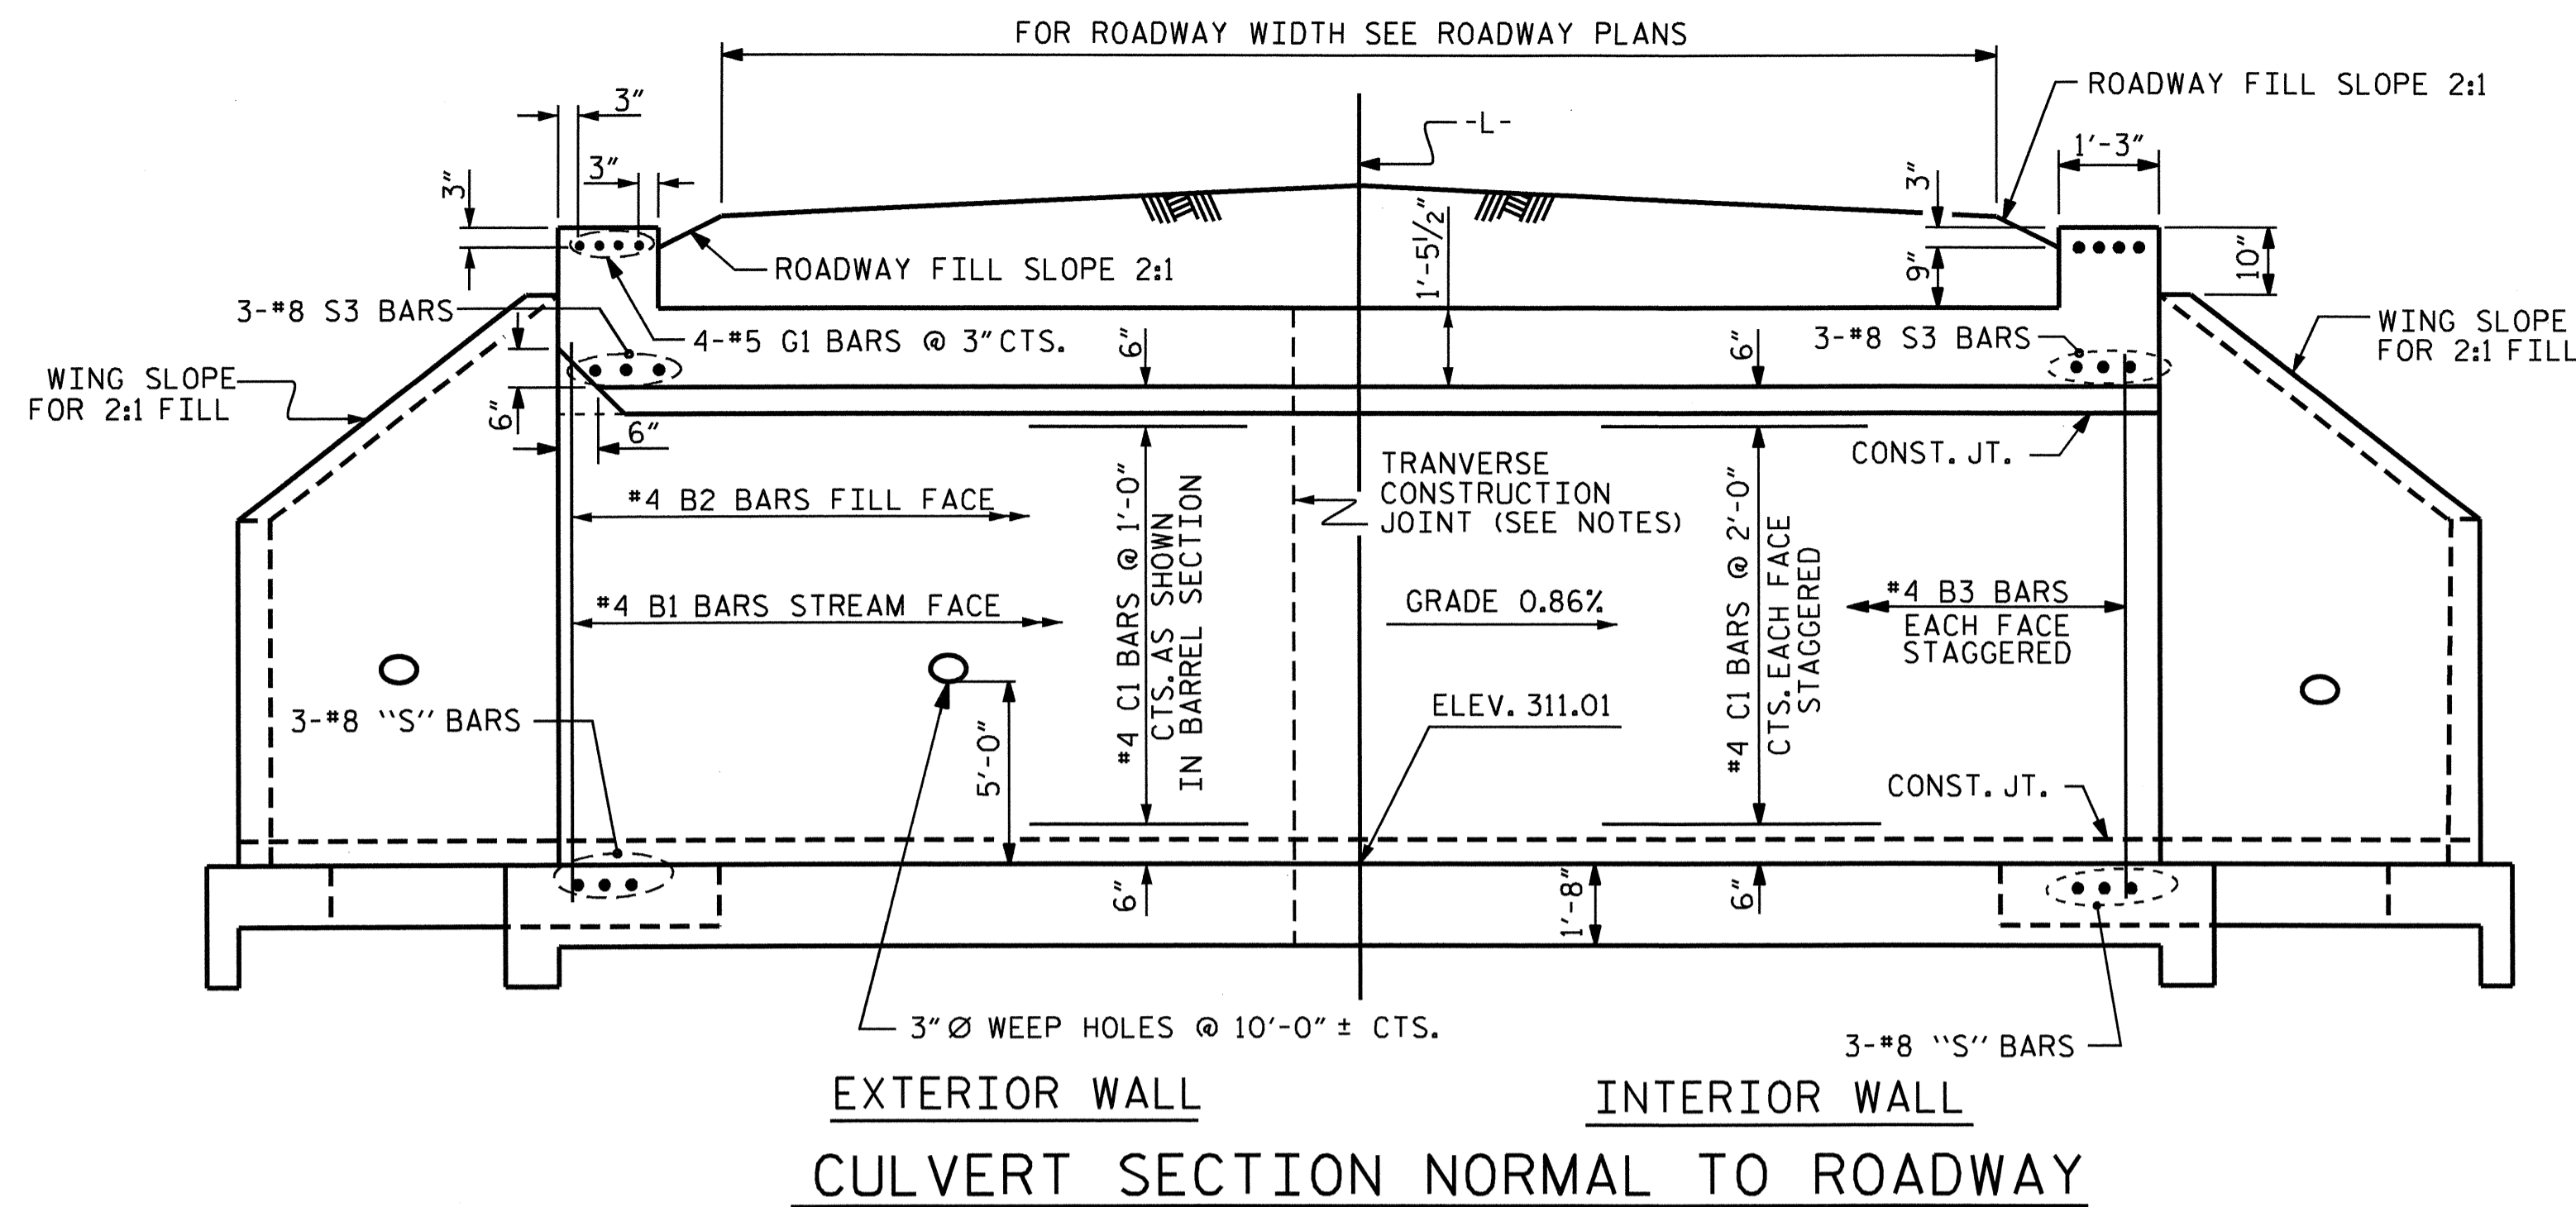 FOR ROADWAY WIDTH SEE ROADWAY PLANS
ROADWAY FILL SLOPE 2:1
3"
-L-
1'-3"
3"
3"
3"
10"
9"
1'-5 1/2"
ROADWAY FILL SLOPE 2:1
3-#8 S3 BARS
4-#5 G1 BARS @ 3" CTS.
6"
6"
3-#8 S3 BARS
WING SLOPE
FOR 2:1 FILL
WING SLOPE
FOR 2:1 FILL
6"
6"
CONST. JT.
TRANVERSE
CONSTRUCTION
JOINT (SEE NOTES)
#4 B2 BARS FILL FACE
#4 B1 BARS STREAM FACE
#4 C1 BARS @ 1'-0"
CTS. AS SHOWN
IN BARREL SECTION
GRADE 0.86%
#4 C1 BARS @ 2'-0"
CTS. EACH FACE
STAGGERED
#4 B3 BARS
EACH FACE
STAGGERED
3-#8 "S" BARS
5'-0"
ELEV. 311.01
CONST. JT.
6"
1'-8"
6"
3" Ø WEEP HOLES @ 10'-0" ± CTS.
3-#8 "S" BARS
EXTERIOR WALL
INTERIOR WALL
CULVERT SECTION NORMAL TO ROADWAY